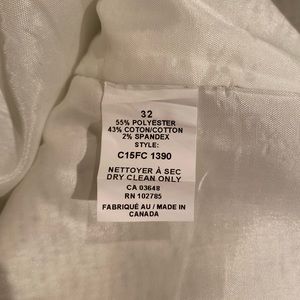 32
55% POLYESTER
43% COTON/COTTON
2% SPANDEX
STYLE:
C15FC 1390
NETTOYER À SEC
DRY CLEAN ONLY
CA 03648
RN 102785
FABRIQUÉ AU / MADE IN
CANADA